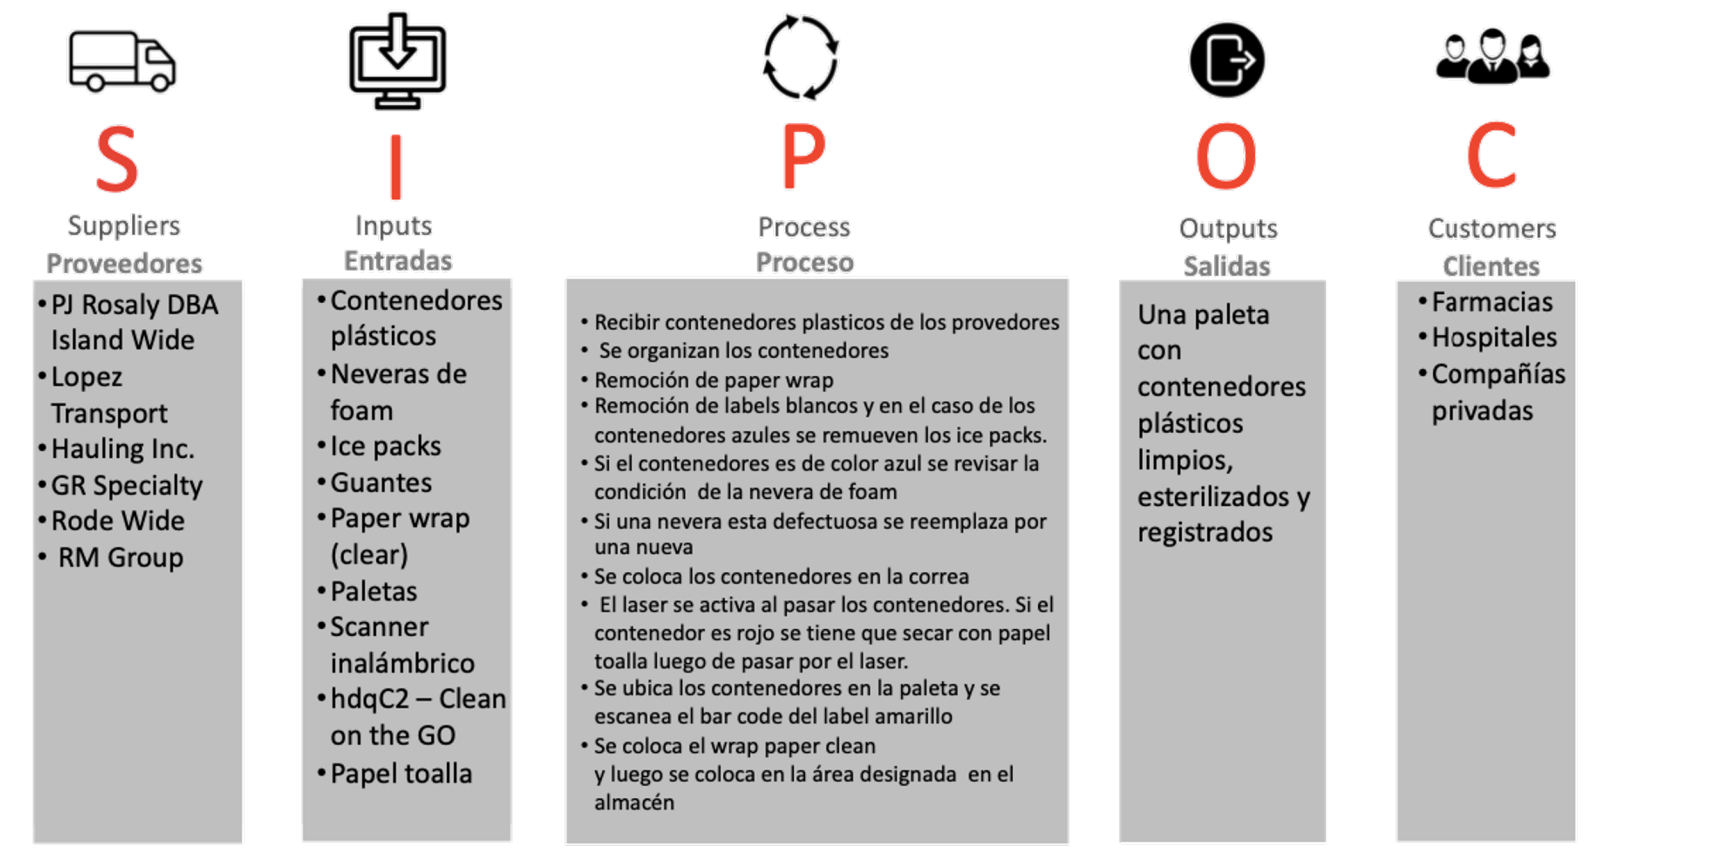 S
Suppliers
Proveedores
• PJ Rosaly DBA
Island Wide
• Lopez
Transport
• Hauling Inc.
• GR Specialty
• Rode Wide
• RM Group
I
Inputs
Entradas
• Contenedores
plásticos
• Neveras de
foam
• Ice packs
• Guantes
• Paper wrap
(clear)
• Paletas
• Scanner
inalámbrico
• hdqC2 – Clean
on the GO
• Papel toalla
P
Process
Proceso
• Recibir contenedores plasticos de los provedores
• Se organizan los contenedores
• Remoción de paper wrap
• Remoción de labels blancos y en el caso de los
contenedores azules se remueven los ice packs.
• Si el contenedores es de color azul se revisar la
condición de la nevera de foam
• Si una nevera esta defectuosa se reemplaza por
una nueva
• Se coloca los contenedores en la correa
• El laser se activa al pasar los contenedores. Si el
contenedor es rojo se tiene que secar con papel
toalla luego de pasar por el laser.
• Se ubica los contenedores en la paleta y se
escanea el bar code del label amarillo
• Se coloca el wrap paper clean
y luego se coloca en la área designada en el
almacén
O
Outputs
Salidas
Una paleta
con
contenedores
plásticos
limpios,
esterilizados y
registrados
C
Customers
Clientes
• Farmacias
• Hospitales
• Compañías
privadas